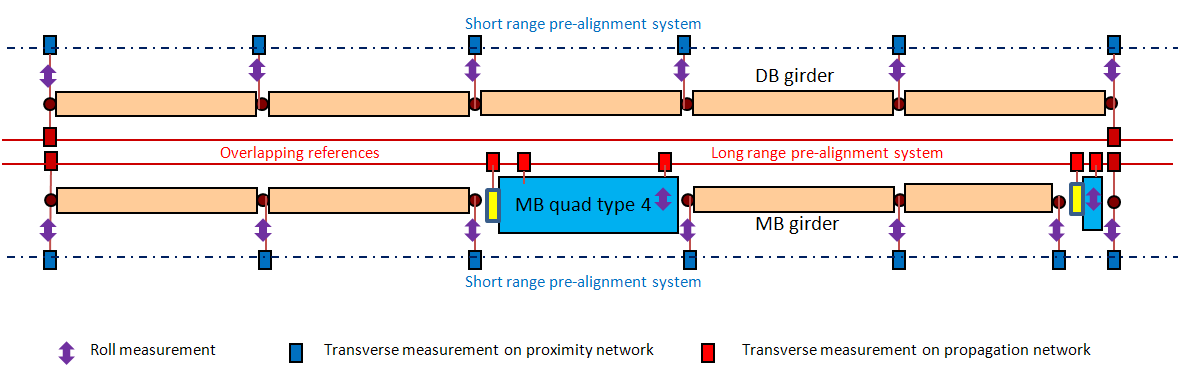 Short range pre-alignment system
DB girder
Overlapping references
Long range pre-alignment system
MB quad type 4
MB girder
Short range pre-alignment system
Roll measurement
Transverse measurement on proximity network
Transverse measurement on propagation network